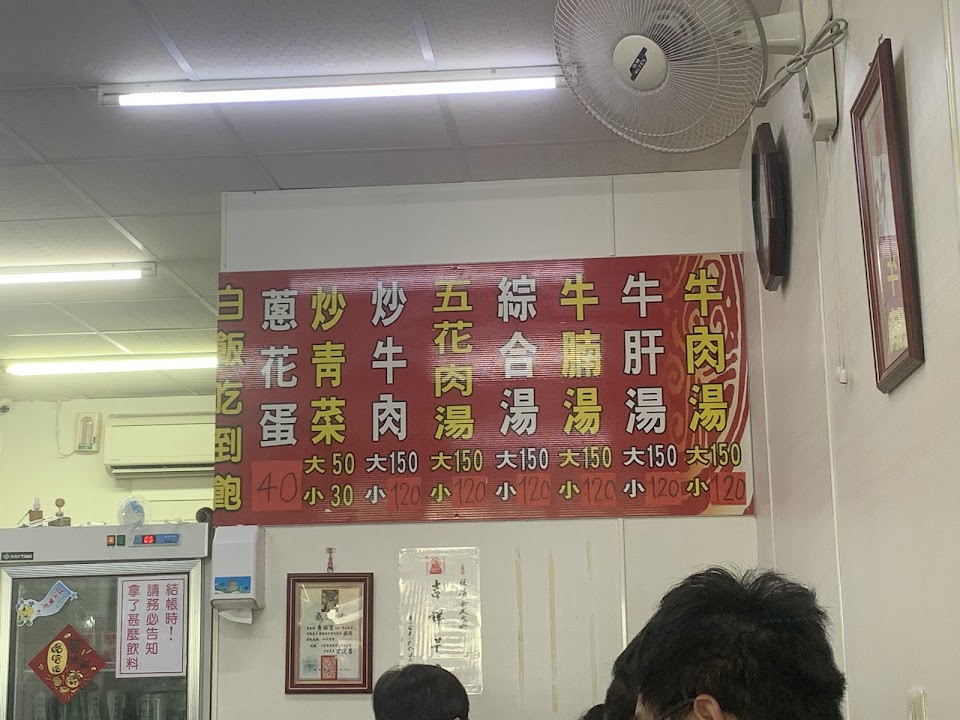 牛肉湯 大150 小120
牛肝湯 大150 小120
牛腩湯 大150 小120
綜合湯 大150 小120
五花肉湯 大150 小120
炒牛肉 大150 小120
炒青菜 大50 小30
蔥花蛋 40
白飯吃到飽
結帳時！
請務必告知
拿了甚麼飲料
DAYTIME
吉祥